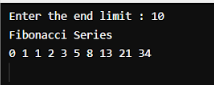 Enter the end limit : 10
Fibonacci Series
0 1 1 2 3 5 8 13 21 34